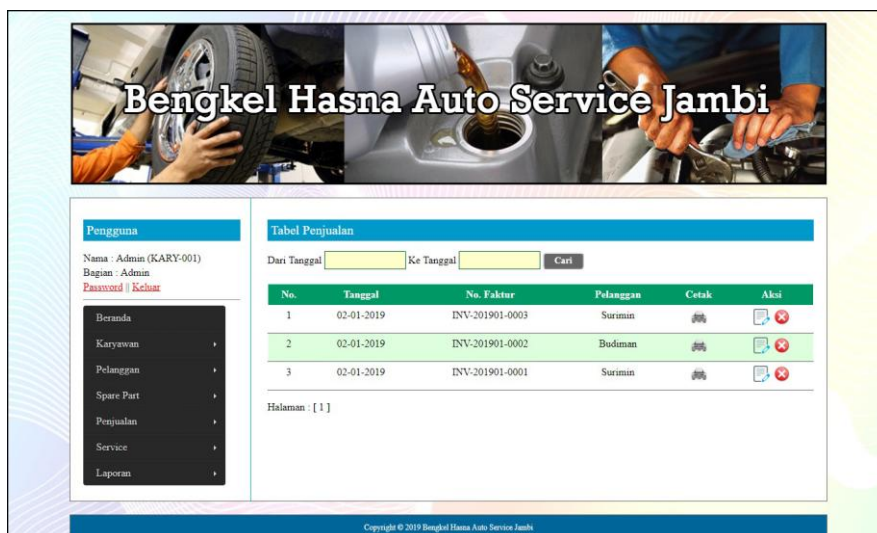 Bengkel Hasna Auto Service Jambi
Pengguna
Nama : Admin (KARY-001)
Bagian : Admin
Password || Keluar
Beranda
Karyawan
Pelanggan
Spare Part
Penjualan
Service
Laporan
Tabel Penjualan
Dari Tanggal Ke Tanggal Cari
No. Tanggal No. Faktur Pelanggan Cetak Aksi
1 02-01-2019 INV-201901-0003 Surimin
2 02-01-2019 INV-201901-0002 Budiman
3 02-01-2019 INV-201901-0001 Surimin
Halaman : [ 1 ]
Copyright © 2019 Bengkel Hasna Auto Service Jambi